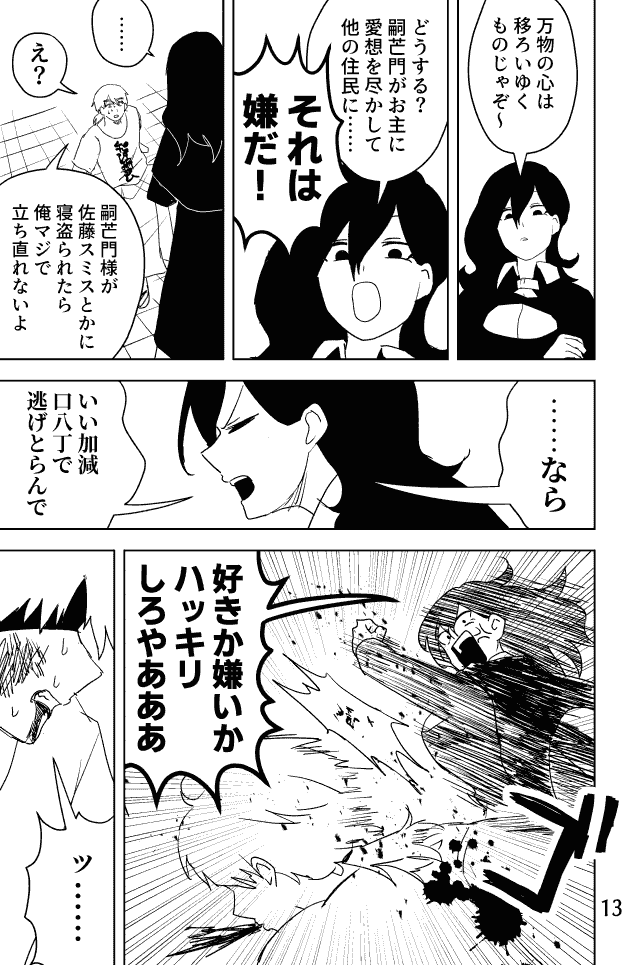 万物の心は
移ろいゆく
ものじゃぞ～
どうする？
嗣芒門がお主に
愛想を尽かして
他の住民に……
それは
嫌だ！
……
え？
嗣芒門様が
佐藤スミスとかに
寝盗られたら
俺マジで
立ち直れないよ
……なら
いい加減
口八丁で
逃げとらんで
好きか嫌いか
ハッキリ
しろやあああ
ゴ
ッ……
13